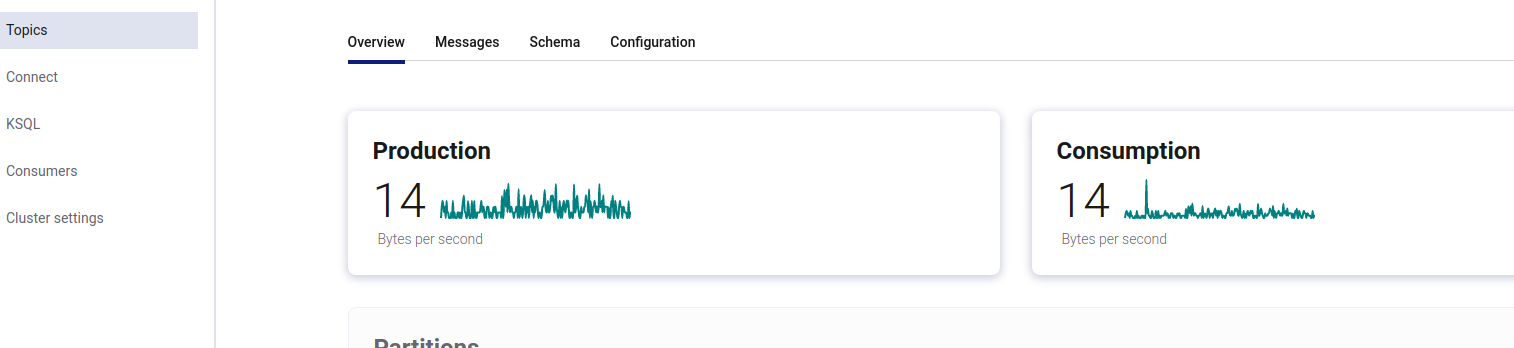 Topics
Connect
KSQL
Consumers
Cluster settings
Overview Messages Schema Configuration
Production
14
Bytes per second
Consumption
14
Bytes per second
Partitions